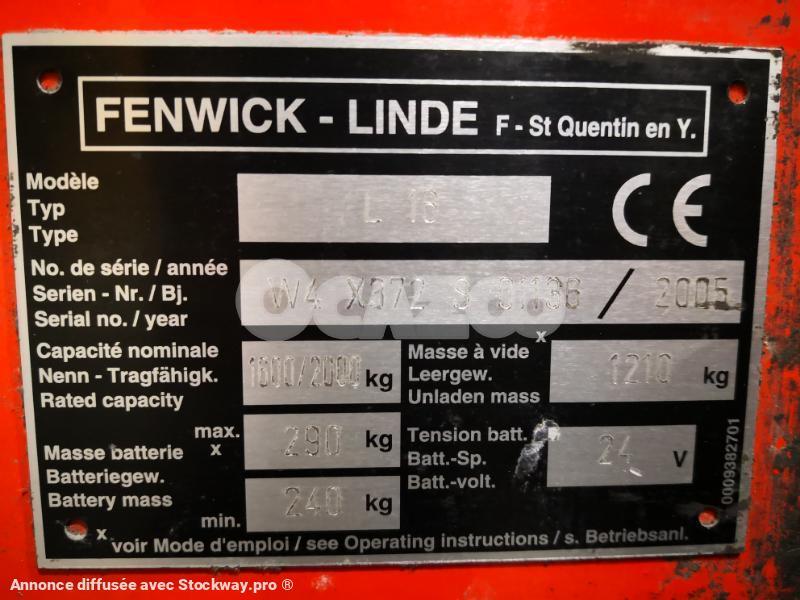 FENWICK - LINDE F - St Quentin en Y.
Modèle
Typ
Type
L 16
CE
No. de série / année
Serien - Nr. / Bj.
Serial no. / year
W4 X372 S 01136 / 2005
Capacité nominale
Nenn - Tragfähigk.
Rated capacity
1600/2000 kg
Masse à vide x
Leergew.
Unladen mass
1210 kg
Masse batterie
Batteriegew.
Battery mass
max. x 290 kg
min. 240 kg
Tension batt.
Batt.-Sp.
Batt.-volt.
24 V
0009382701
x voir Mode d'emploi / see Operating instructions / s. Betriebsanl.
Annonce diffusée avec Stockway.pro ®